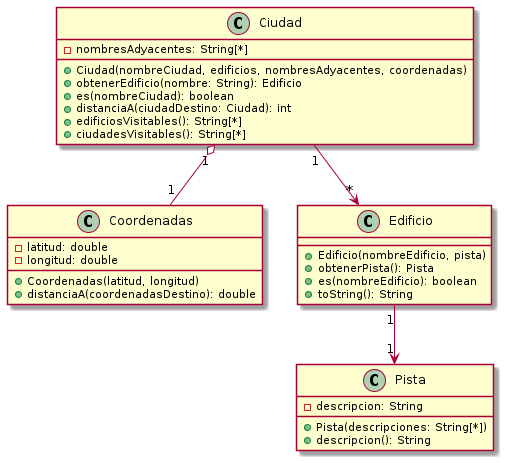 C Ciudad
nombresAdyacentes: String[*]
Ciudad(nombreCiudad, edificios, nombresAdyacentes, coordenadas)
obtenerEdificio(nombre: String): Edificio
es(nombreCiudad): boolean
distanciaA(ciudadDestino: Ciudad): int
edificiosVisitables(): String[*]
ciudadesVisitables(): String[*]
1 1
1 *
C Coordenadas
latitud: double
longitud: double
Coordenadas(latitud, longitud)
distanciaA(coordenadasDestino): double
C Edificio
Edificio(nombreEdificio, pista)
obtenerPista(): Pista
es(nombreEdificio): boolean
toString(): String
1
1
C Pista
descripcion: String
Pista(descripciones: String[*])
descripcion(): String